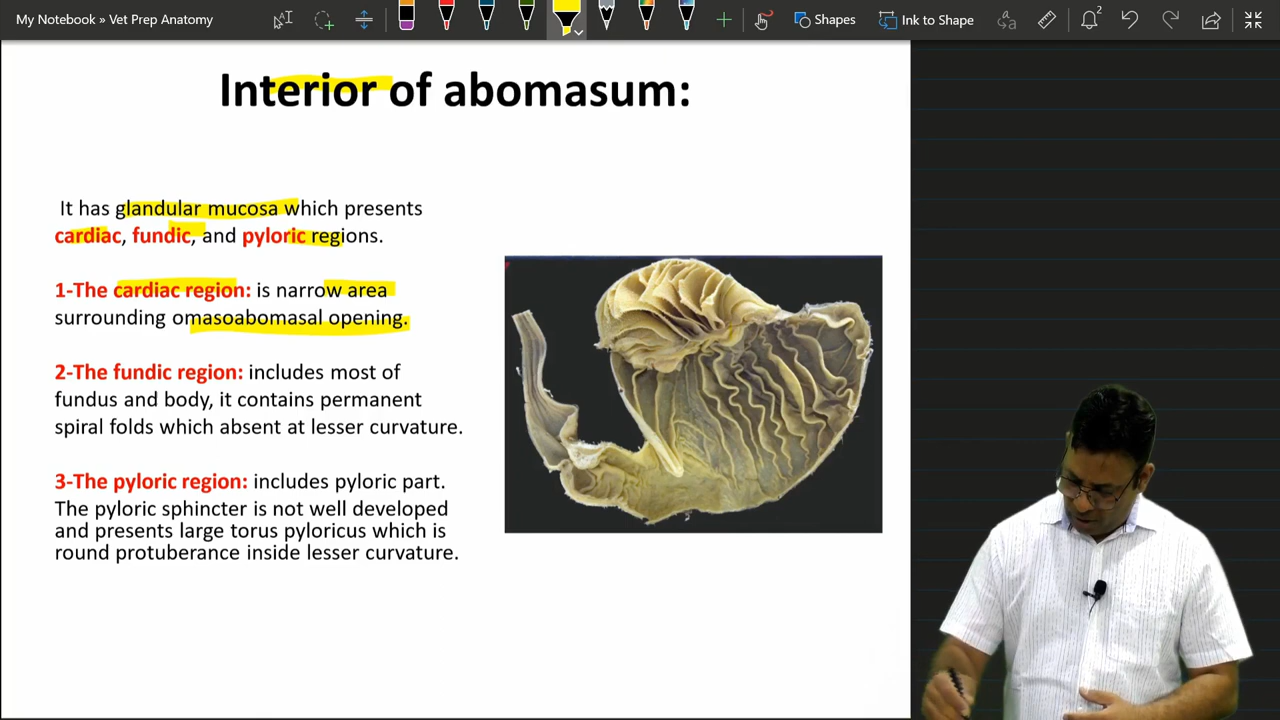 My Notebook » Vet Prep Anatomy
Shapes
Ink to Shape
2
Interior of abomasum:
It has glandular mucosa which presents
cardiac, fundic, and pyloric regions.
1-The cardiac region: is narrow area
surrounding omasoabomasal opening.
2-The fundic region: includes most of
fundus and body, it contains permanent
spiral folds which absent at lesser curvature.
3-The pyloric region: includes pyloric part.
The pyloric sphincter is not well developed
and presents large torus pyloricus which is
round protuberance inside lesser curvature.